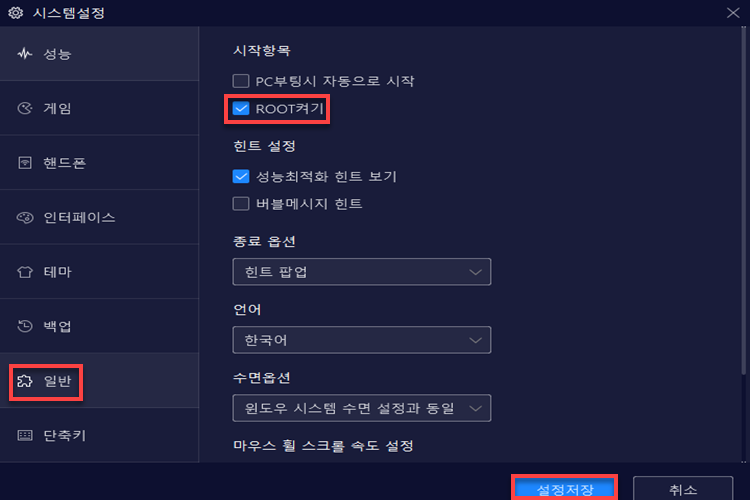 시스템설정
성능
게임
핸드폰
인터페이스
테마
백업
일반
단축키
시작항목
PC부팅시 자동으로 시작
ROOT켜기
힌트 설정
성능최적화 힌트 보기
버블메시지 힌트
종료 옵션
힌트 팝업
언어
한국어
수면옵션
윈도우 시스템 수면 설정과 동일
마우스 휠 스크롤 속도 설정
설정저장
취소